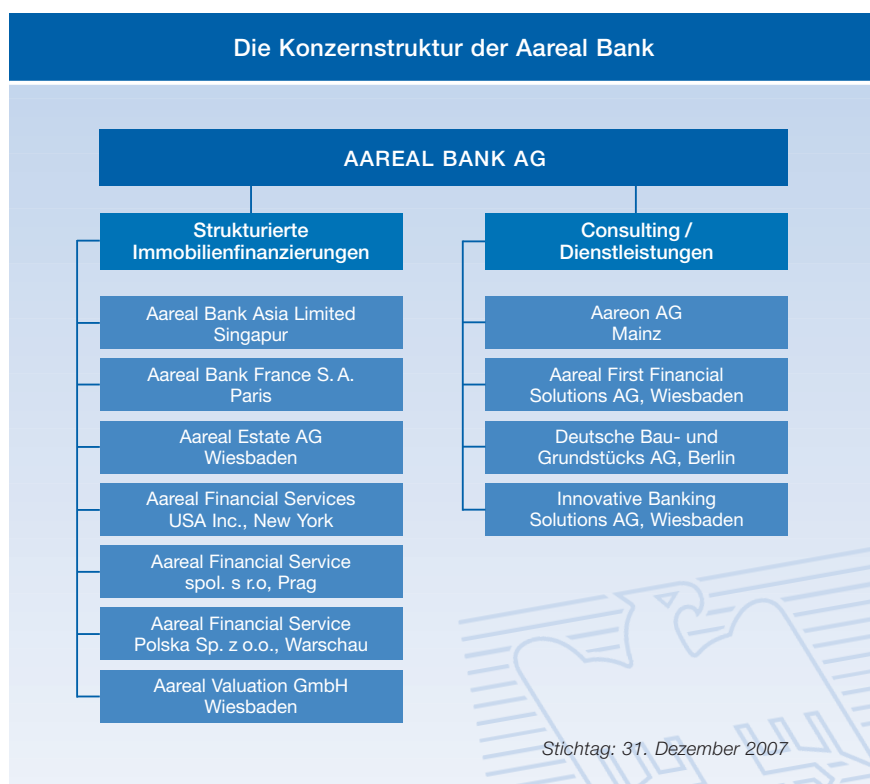 Die Konzernstruktur der Aareal Bank
AAREAL BANK AG
Strukturierte
Immobilienfinanzierungen
Aareal Bank Asia Limited
Singapur
Aareal Bank France S. A.
Paris
Aareal Estate AG
Wiesbaden
Aareal Financial Services
USA Inc., New York
Aareal Financial Service
spol. s r.o, Prag
Aareal Financial Service
Polska Sp. z o.o., Warschau
Aareal Valuation GmbH
Wiesbaden
Consulting /
Dienstleistungen
Aareon AG
Mainz
Aareal First Financial
Solutions AG, Wiesbaden
Deutsche Bau- und
Grundstücks AG, Berlin
Innovative Banking
Solutions AG, Wiesbaden
Stichtag: 31. Dezember 2007